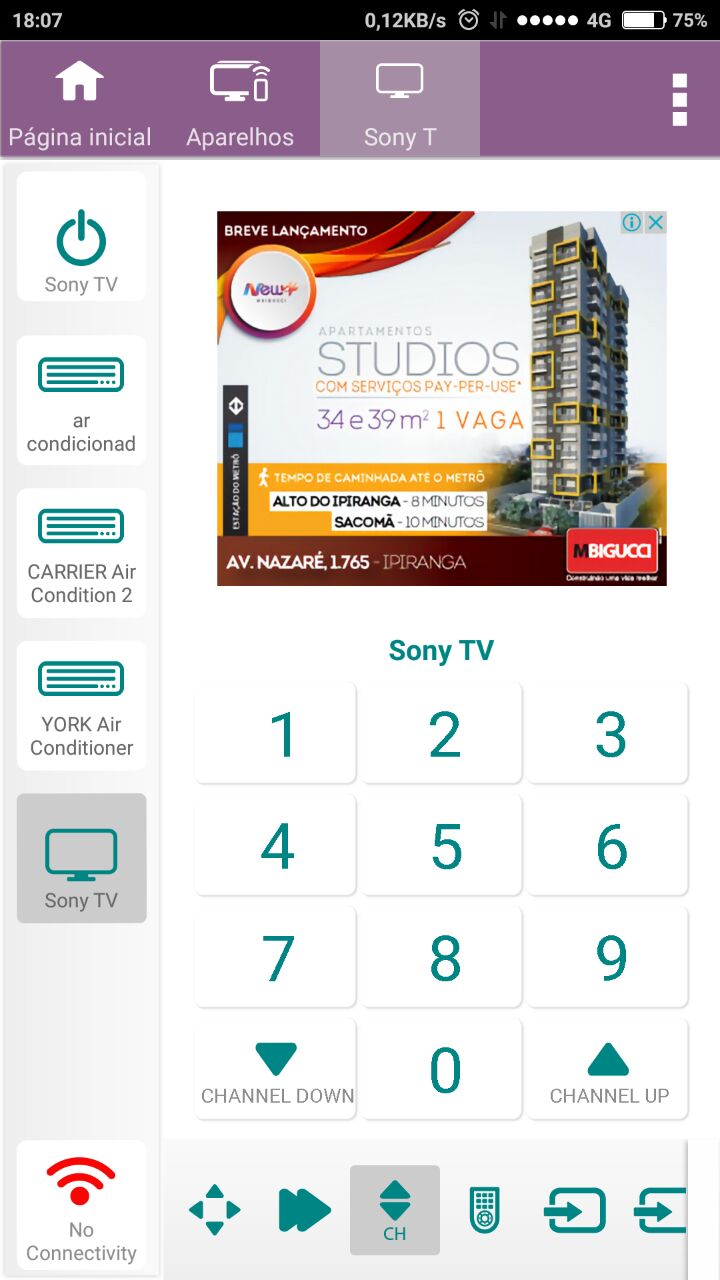 18:07
0,12KB/s
4G
75%
Página inicial
Aparelhos
Sony T
Sony TV
ar
condicionad
CARRIER Air
Condition 2
YORK Air
Conditioner
Sony TV
No
Connectivity
BREVE LANÇAMENTO
New
MBIGUCCI
APARTAMENTOS
STUDIOS
COM SERVIÇOS PAY-PER-USE*
34 e 39 m² 1 VAGA
ESTAÇÃO DO METRÔ
TEMPO DE CAMINHADA ATÉ O METRÔ
ALTO DO IPIRANGA - 8 MINUTOS
SACOMÃ - 10 MINUTOS
AV. NAZARÉ, 1.765 - IPIRANGA
MBIGUCCI
Construindo uma vida melhor
Sony TV
1 2 3
4 5 6
7 8 9
0
CHANNEL DOWN
CHANNEL UP
CH